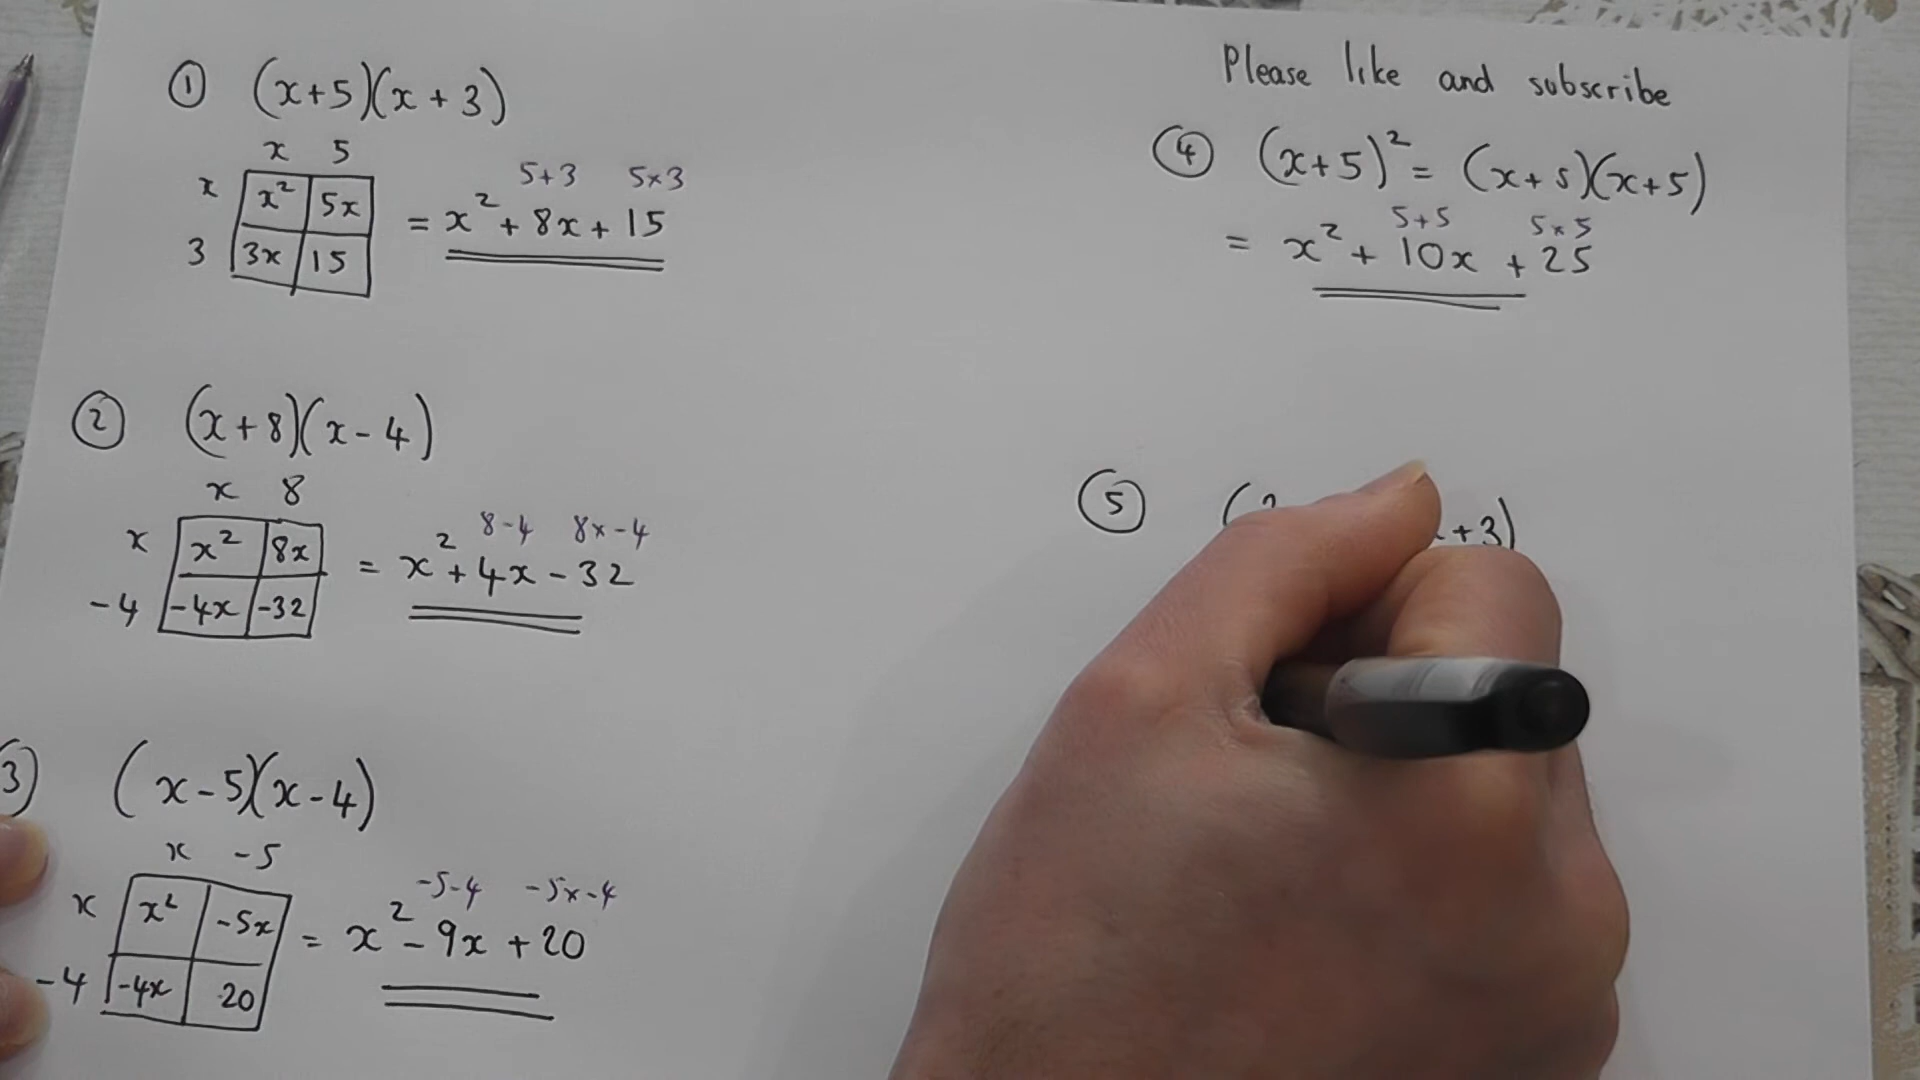 ① (x+5)(x+3)
x 5
x x² 5x
3 3x 15
5+3 5×3
= x² + 8x + 15
② (x+8)(x-4)
x 8
x x² 8x
-4 -4x -32
8-4 8x-4
= x² + 4x - 32
3) (x-5)(x-4)
x -5
x x² -5x
-4 -4x 20
-5-4 -5x-4
= x² - 9x + 20
Please like and subscribe
④ (x+5)² = (x+5)(x+5)
5+5 5×5
= x² + 10x + 25
⑤ ( +3)